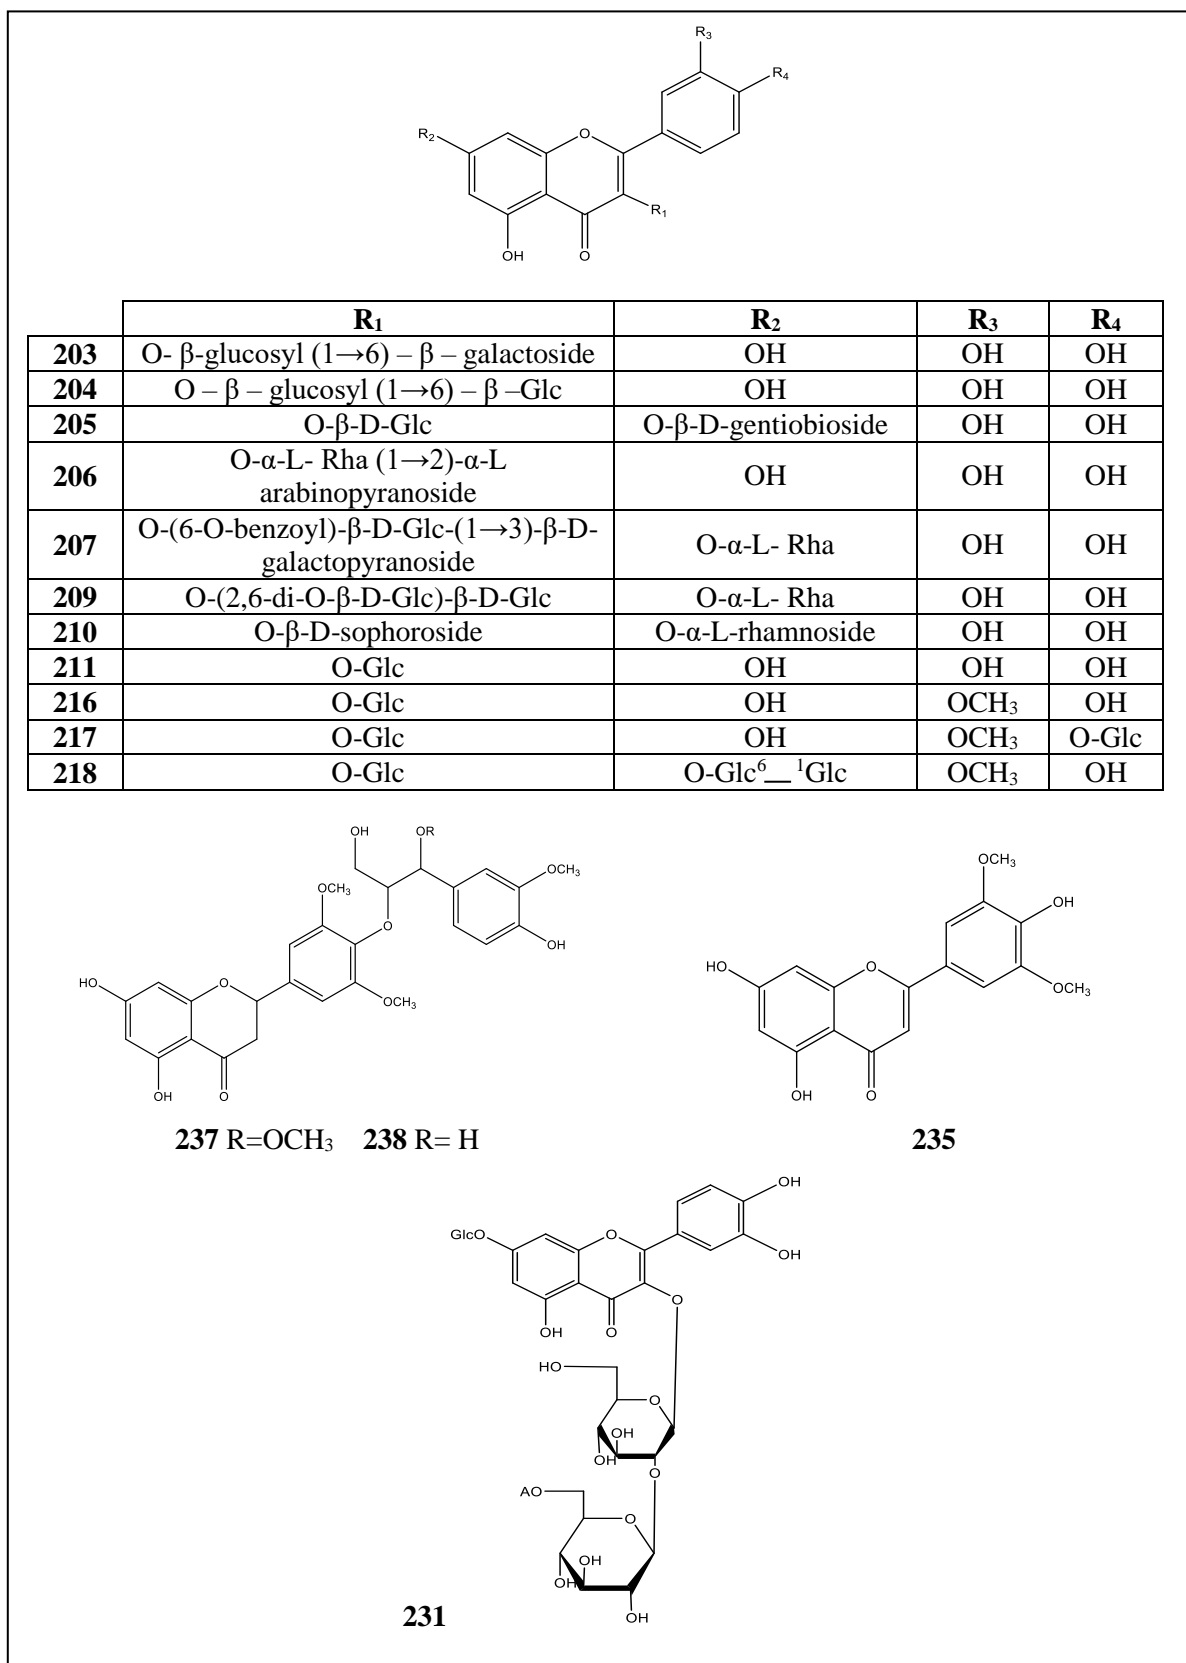 R₃
R₄
R₂ O
R₁
OH O
R₁ R₂ R₃ R₄
203 O- β-glucosyl (1→6) – β – galactoside OH OH OH
204 O – β – glucosyl (1→6) – β –Glc OH OH OH
205 O-β-D-Glc O-β-D-gentiobioside OH OH
206 O-α-L- Rha (1→2)-α-L
arabinopyranoside OH OH OH
207 O-(6-O-benzoyl)-β-D-Glc-(1→3)-β-D-
galactopyranoside O-α-L- Rha OH OH
209 O-(2,6-di-O-β-D-Glc)-β-D-Glc O-α-L- Rha OH OH
210 O-β-D-sophoroside O-α-L-rhamnoside OH OH
211 O-Glc OH OH OH
216 O-Glc OH OCH₃ OH
217 O-Glc OH OCH₃ O-Glc
218 O-Glc O-Glc⁶— ¹Glc OCH₃ OH
OH OR
OCH₃
OCH₃
O
OH
HO O
OCH₃
OH O
237 R=OCH₃ 238 R= H
OCH₃
OH
HO O
OCH₃
OH O
235
OH
GlcO O
OH
O
OH O
HO
O
OH
OH
O
AO
O
OH
OH
OH
231